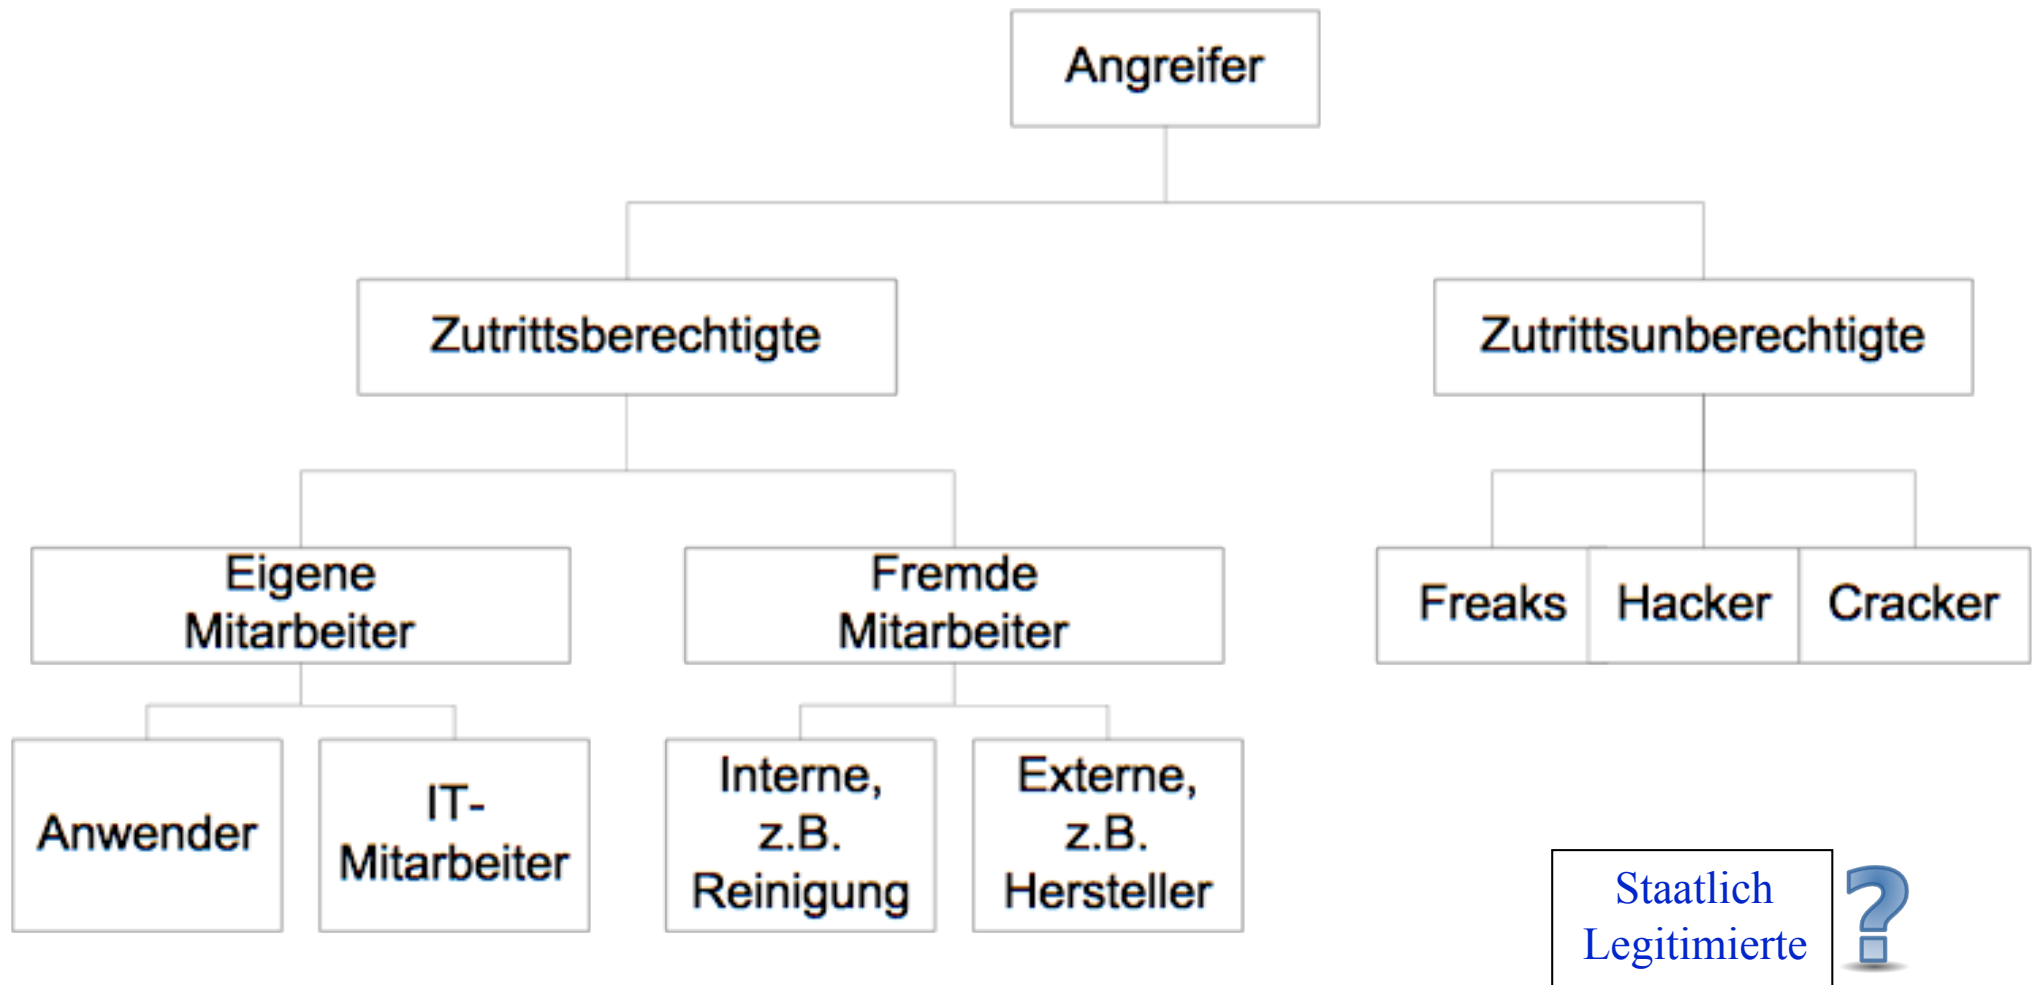 Angreifer
Zutrittsberechtigte
Zutrittsunberechtigte
Eigene
Mitarbeiter
Fremde
Mitarbeiter
Freaks
Hacker
Cracker
Anwender
IT-
Mitarbeiter
Interne,
z.B.
Reinigung
Externe,
z.B.
Hersteller
Staatlich
Legitimierte
?